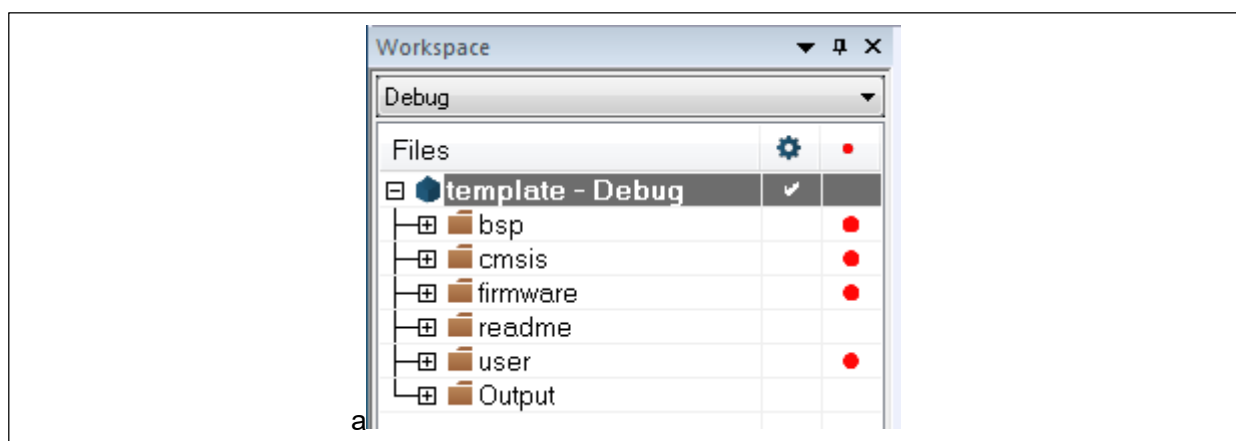 Workspace
Debug
Files
template - Debug
bsp
cmsis
firmware
readme
user
Output
a